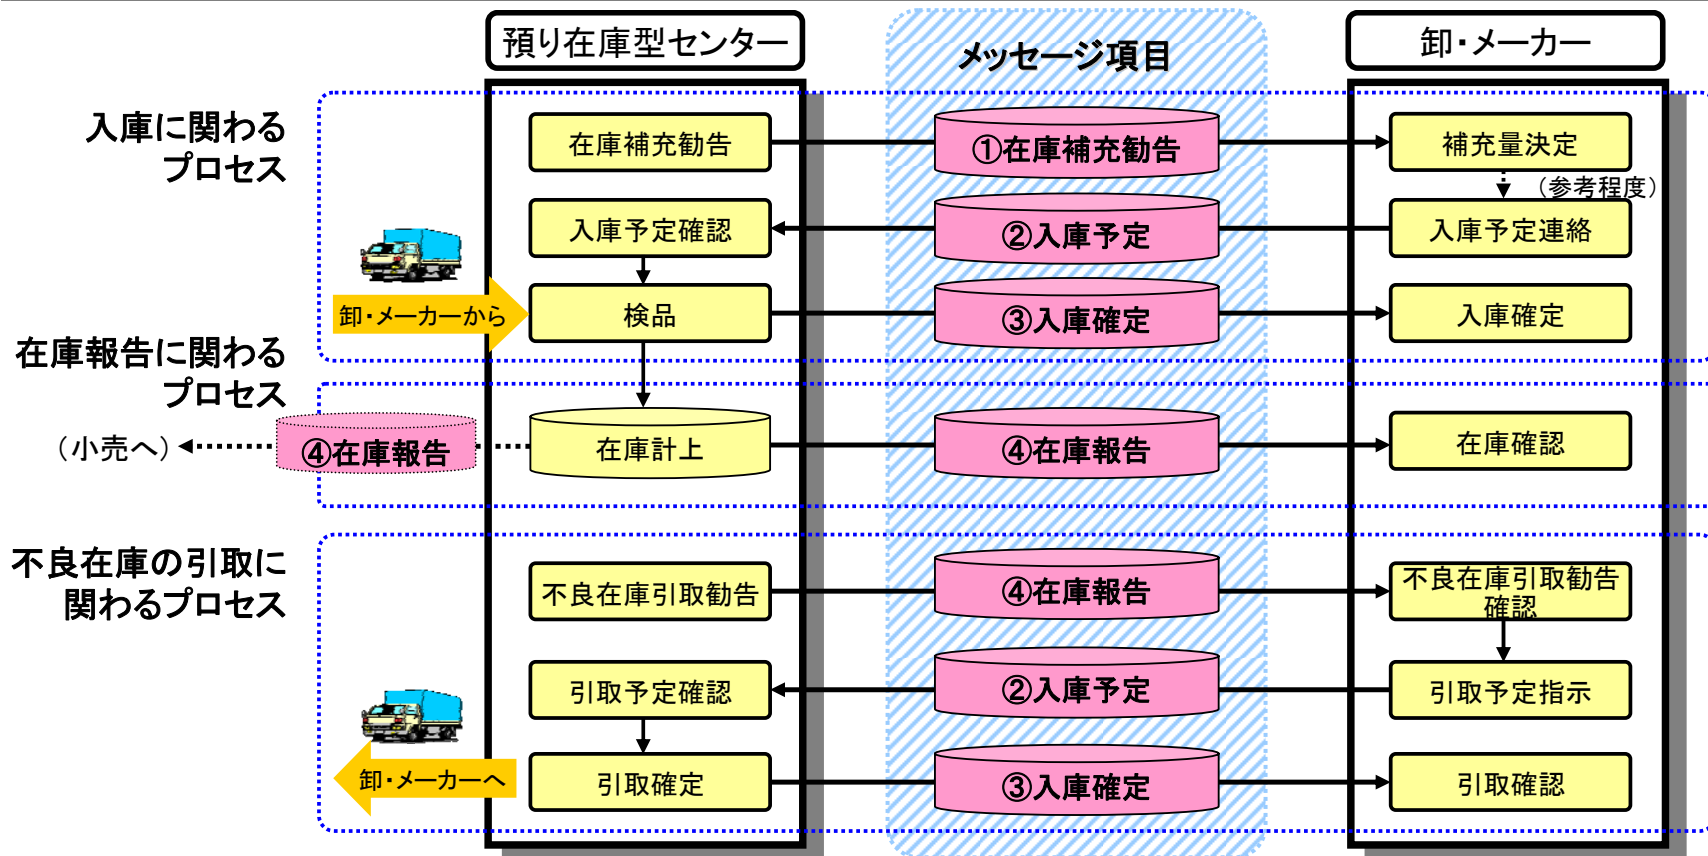 預り在庫型センター
メッセージ項目
卸・メーカー
入庫に関わる
プロセス
在庫補充勧告
①在庫補充勧告
補充量決定
（参考程度）
入庫予定確認
②入庫予定
入庫予定連絡
卸・メーカーから
検品
③入庫確定
入庫確定
在庫報告に関わる
プロセス
（小売へ）
④在庫報告
在庫計上
④在庫報告
在庫確認
不良在庫の引取に
関わるプロセス
不良在庫引取勧告
④在庫報告
不良在庫引取勧告
確認
引取予定確認
②入庫予定
引取予定指示
卸・メーカーへ
引取確定
③入庫確定
引取確認